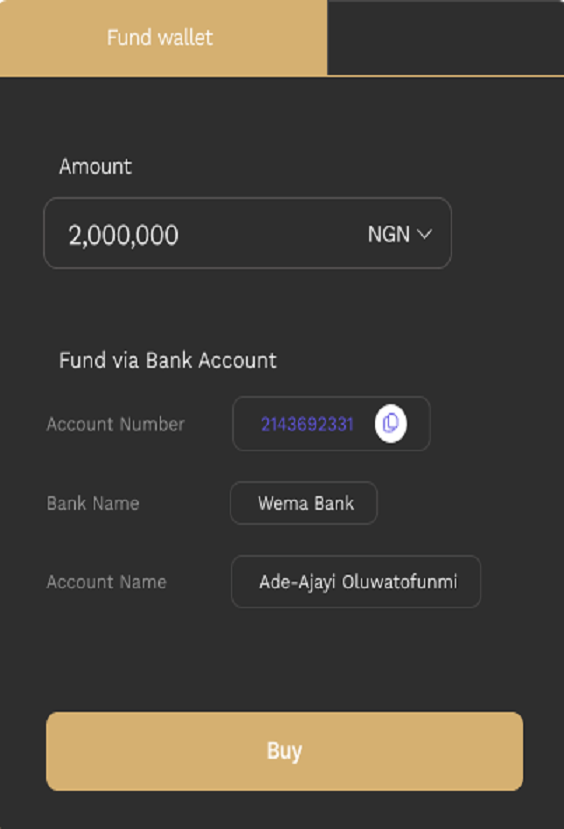 Fund wallet
Amount
2,000,000 NGN
Fund via Bank Account
Account Number 2143692331
Bank Name Wema Bank
Account Name Ade-Ajayi Oluwatofunmi
Buy